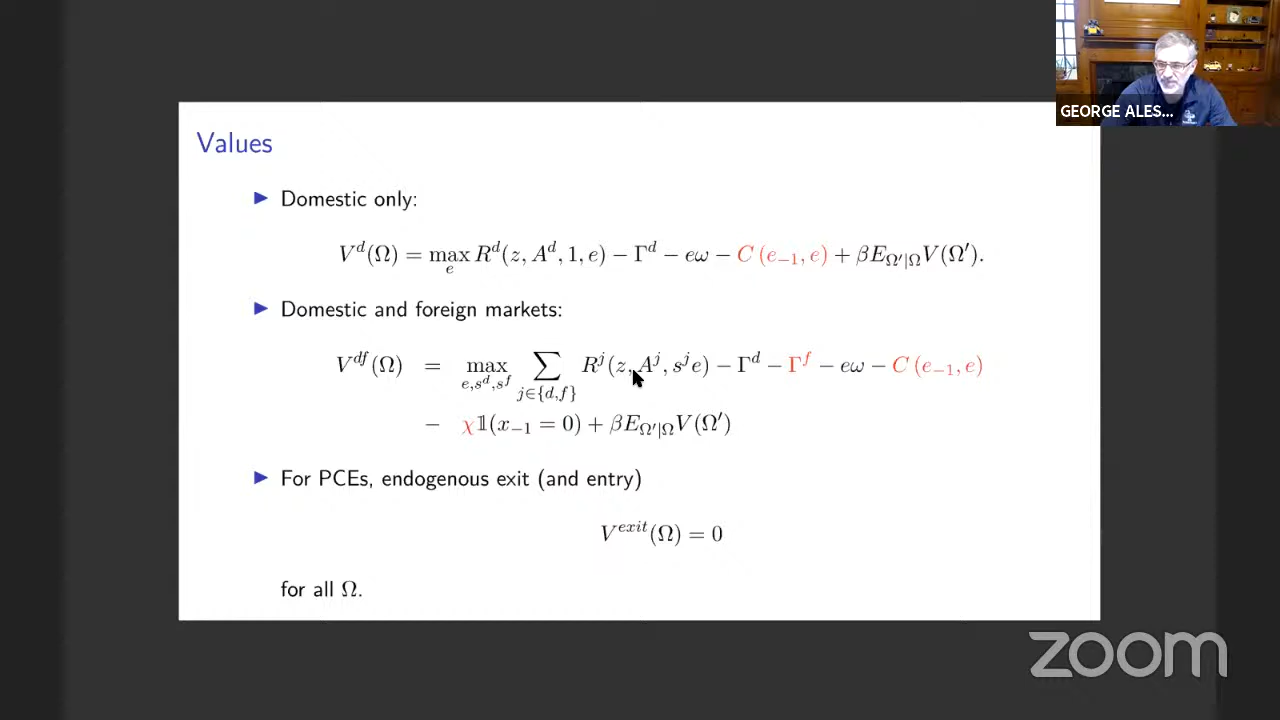 GEORGE ALES...
Values
▶ Domestic only:
V^d(Ω) = max_e R^d(z, A^d, 1, e) − Γ^d − eω − C (e_{−1}, e) + βE_{Ω′|Ω}V(Ω′).
▶ Domestic and foreign markets:
V^{df}(Ω) = max_{e,s^d,s^f} ∑_{j∈{d,f}} R^j(z, A^j, s^j e) − Γ^d − Γ^f − eω − C (e_{−1}, e)
− χ𝟙(x_{−1} = 0) + βE_{Ω′|Ω}V(Ω′)
▶ For PCEs, endogenous exit (and entry)
V^{exit}(Ω) = 0
for all Ω.
zoom